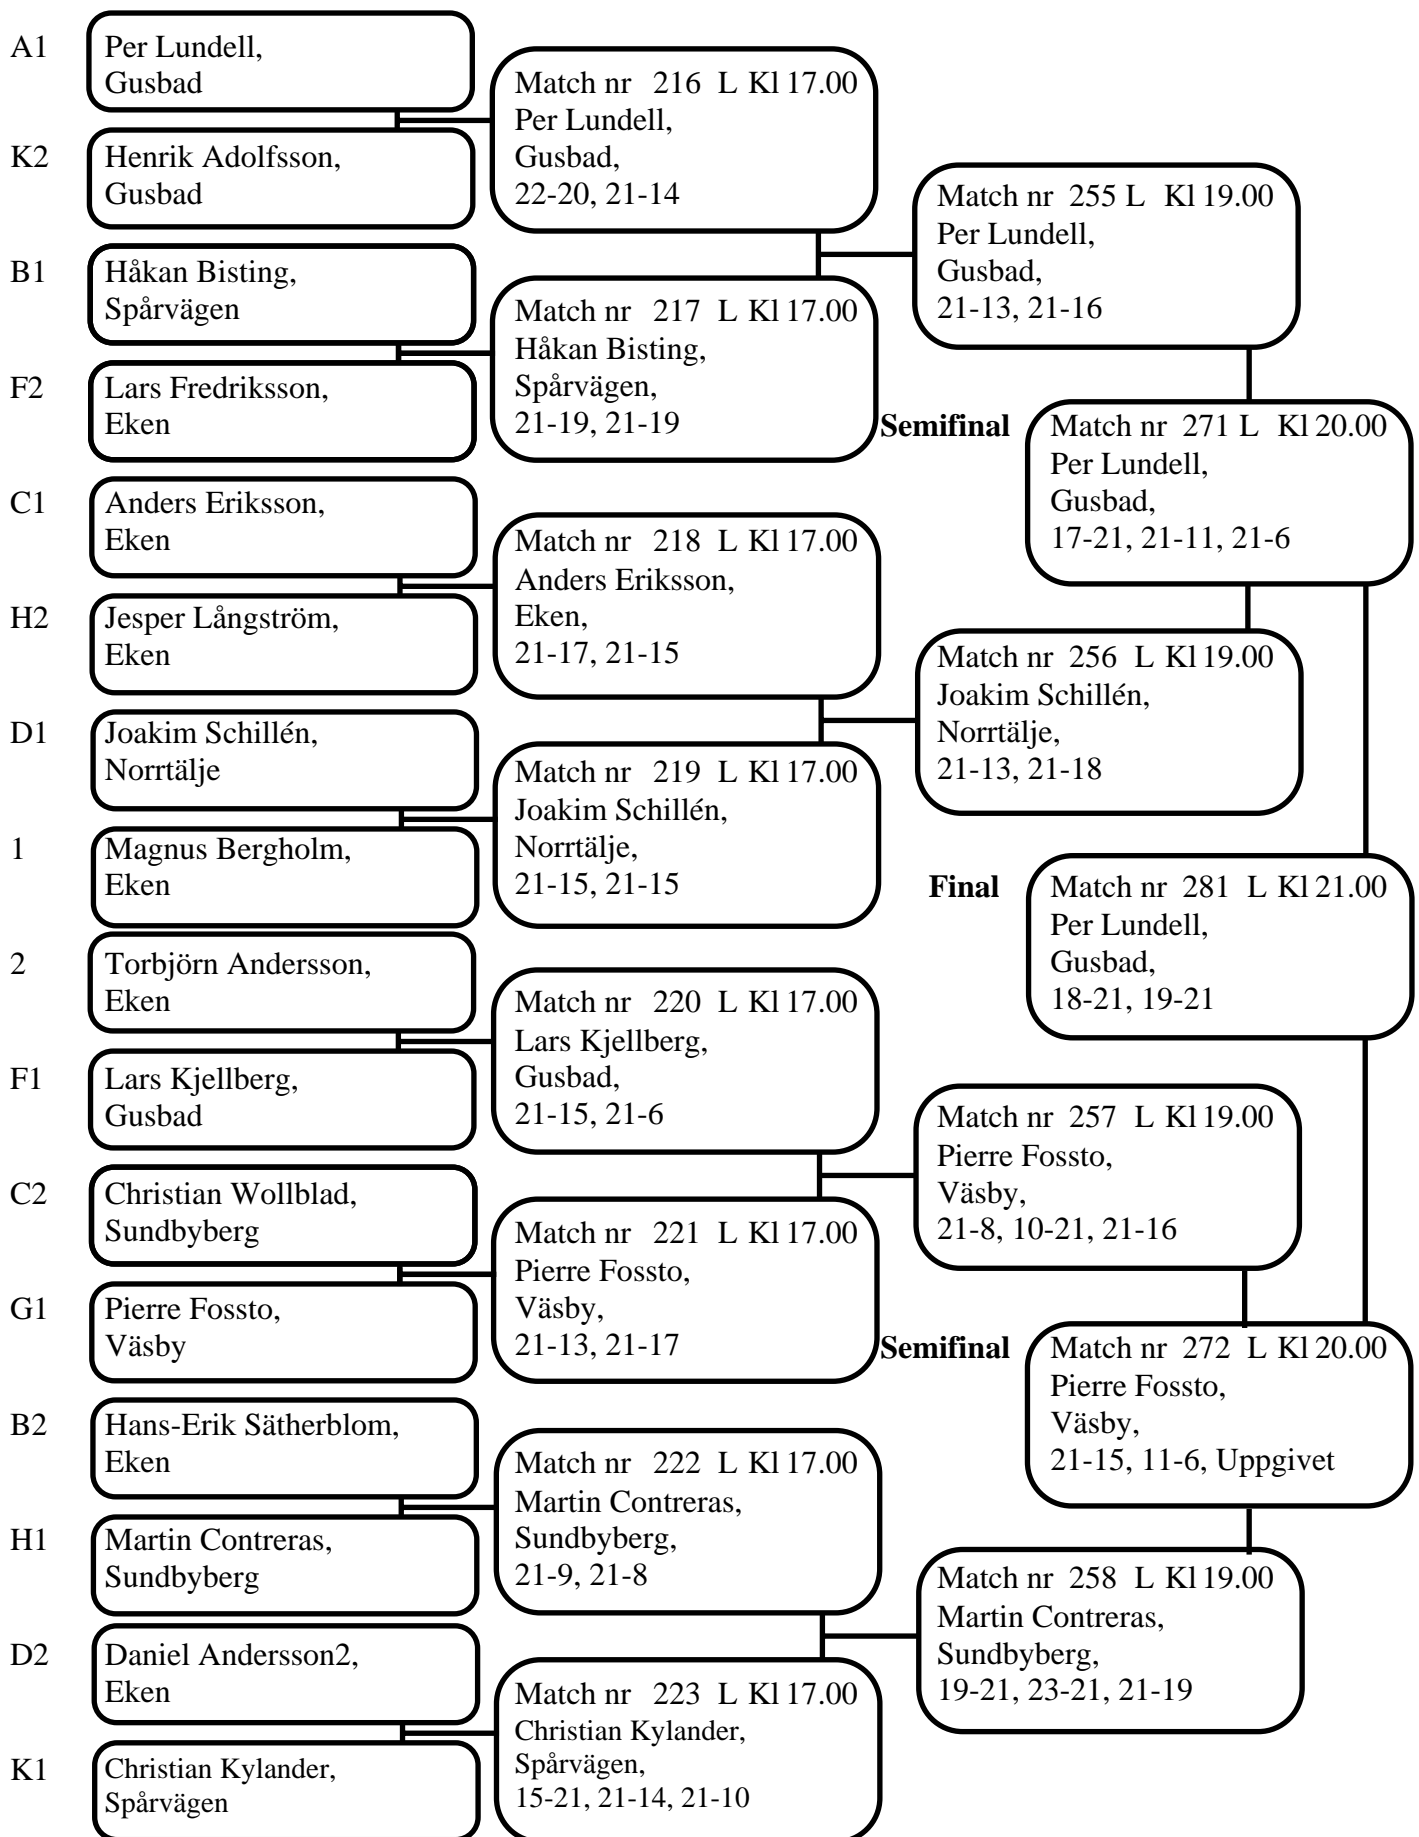 A1
Per Lundell,
Gusbad
K2
Henrik Adolfsson,
Gusbad
B1
Håkan Bisting,
Spårvägen
F2
Lars Fredriksson,
Eken
C1
Anders Eriksson,
Eken
H2
Jesper Långström,
Eken
D1
Joakim Schillén,
Norrtälje
1
Magnus Bergholm,
Eken
2
Torbjörn Andersson,
Eken
F1
Lars Kjellberg,
Gusbad
C2
Christian Wollblad,
Sundbyberg
G1
Pierre Fossto,
Väsby
B2
Hans-Erik Sätherblom,
Eken
H1
Martin Contreras,
Sundbyberg
D2
Daniel Andersson2,
Eken
K1
Christian Kylander,
Spårvägen
Match nr 216 L Kl 17.00
Per Lundell,
Gusbad,
22-20, 21-14
Match nr 217 L Kl 17.00
Håkan Bisting,
Spårvägen,
21-19, 21-19
Match nr 218 L Kl 17.00
Anders Eriksson,
Eken,
21-17, 21-15
Match nr 219 L Kl 17.00
Joakim Schillén,
Norrtälje,
21-15, 21-15
Match nr 220 L Kl 17.00
Lars Kjellberg,
Gusbad,
21-15, 21-6
Match nr 221 L Kl 17.00
Pierre Fossto,
Väsby,
21-13, 21-17
Match nr 222 L Kl 17.00
Martin Contreras,
Sundbyberg,
21-9, 21-8
Match nr 223 L Kl 17.00
Christian Kylander,
Spårvägen,
15-21, 21-14, 21-10
Match nr 255 L Kl 19.00
Per Lundell,
Gusbad,
21-13, 21-16
Match nr 256 L Kl 19.00
Joakim Schillén,
Norrtälje,
21-13, 21-18
Match nr 257 L Kl 19.00
Pierre Fossto,
Väsby,
21-8, 10-21, 21-16
Match nr 258 L Kl 19.00
Martin Contreras,
Sundbyberg,
19-21, 23-21, 21-19
Semifinal
Match nr 271 L Kl 20.00
Per Lundell,
Gusbad,
17-21, 21-11, 21-6
Final
Match nr 281 L Kl 21.00
Per Lundell,
Gusbad,
18-21, 19-21
Semifinal
Match nr 272 L Kl 20.00
Pierre Fossto,
Väsby,
21-15, 11-6, Uppgivet